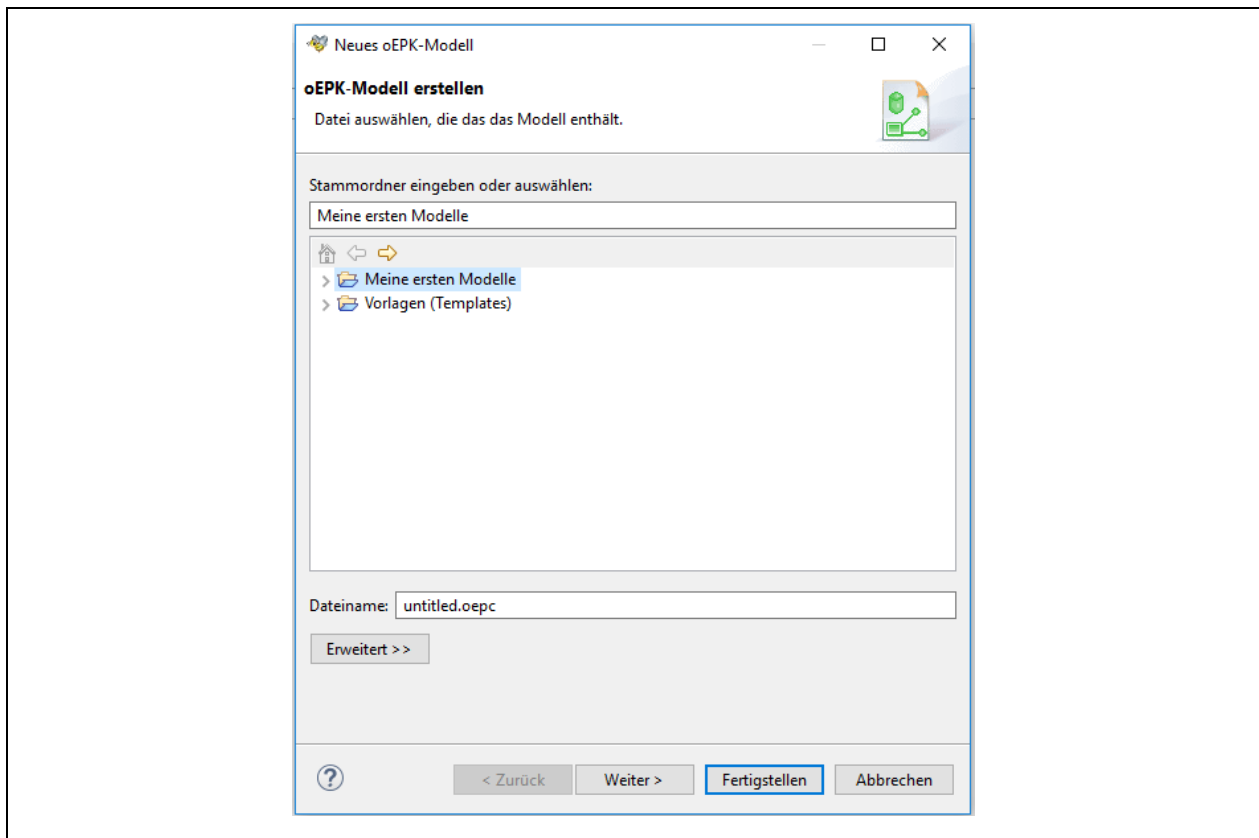 Neues oEPK-Modell
oEPK-Modell erstellen
Datei auswählen, die das das Modell enthält.
Stammordner eingeben oder auswählen:
Meine ersten Modelle
Meine ersten Modelle
Vorlagen (Templates)
Dateiname: untitled.oepc
Erweitert >>
? < Zurück Weiter > Fertigstellen Abbrechen